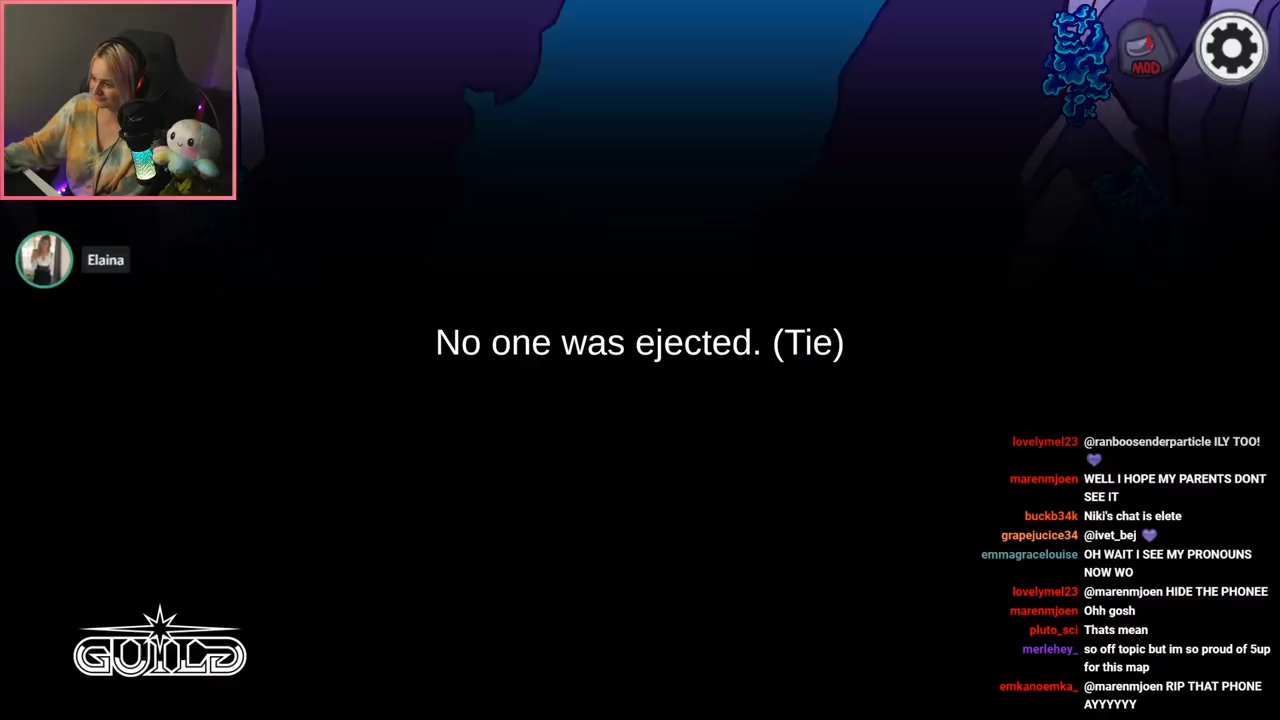 MOD
Elaina
No one was ejected. (Tie)
lovelymel23 @ranboosenderparticle ILY TOO!
marenmjoen WELL I HOPE MY PARENTS DONT
SEE IT
buckb34k Niki's chat is elete
grapejucice34 @ivet_bej
emmagracelouise OH WAIT I SEE MY PRONOUNS
NOW WO
lovelymel23 @marenmjoen HIDE THE PHONEE
marenmjoen Ohh gosh
pluto_sci Thats mean
merlehey_ so off topic but im so proud of 5up
for this map
emkanoemka_ @marenmjoen RIP THAT PHONE
AYYYYYY
GUILD